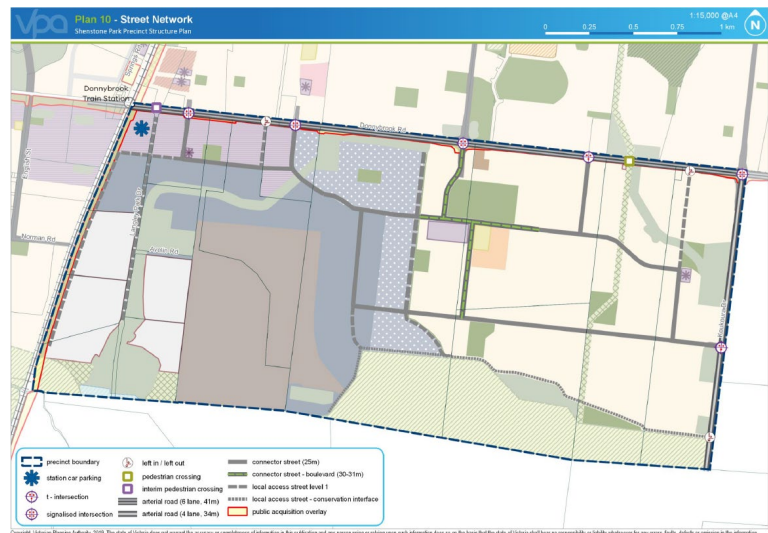 vpa
Plan 10 - Street Network
Shenstone Park Precinct Structure Plan
1:15,000 @A4
0 0.25 0.5 0.75 1 km
N
Donnybrook
Train Station
Donnybrook Rd
Norman Rd
Langley Park Dr
precinct boundary
station car parking
t - intersection
signalised intersection
left in / left out
pedestrian crossing
interim pedestrian crossing
arterial road (6 lane, 41m)
arterial road (4 lane, 34m)
connector street (25m)
connector street - boulevard (30-31m)
local access street level 1
local access street - conservation interface
public acquisition overlay